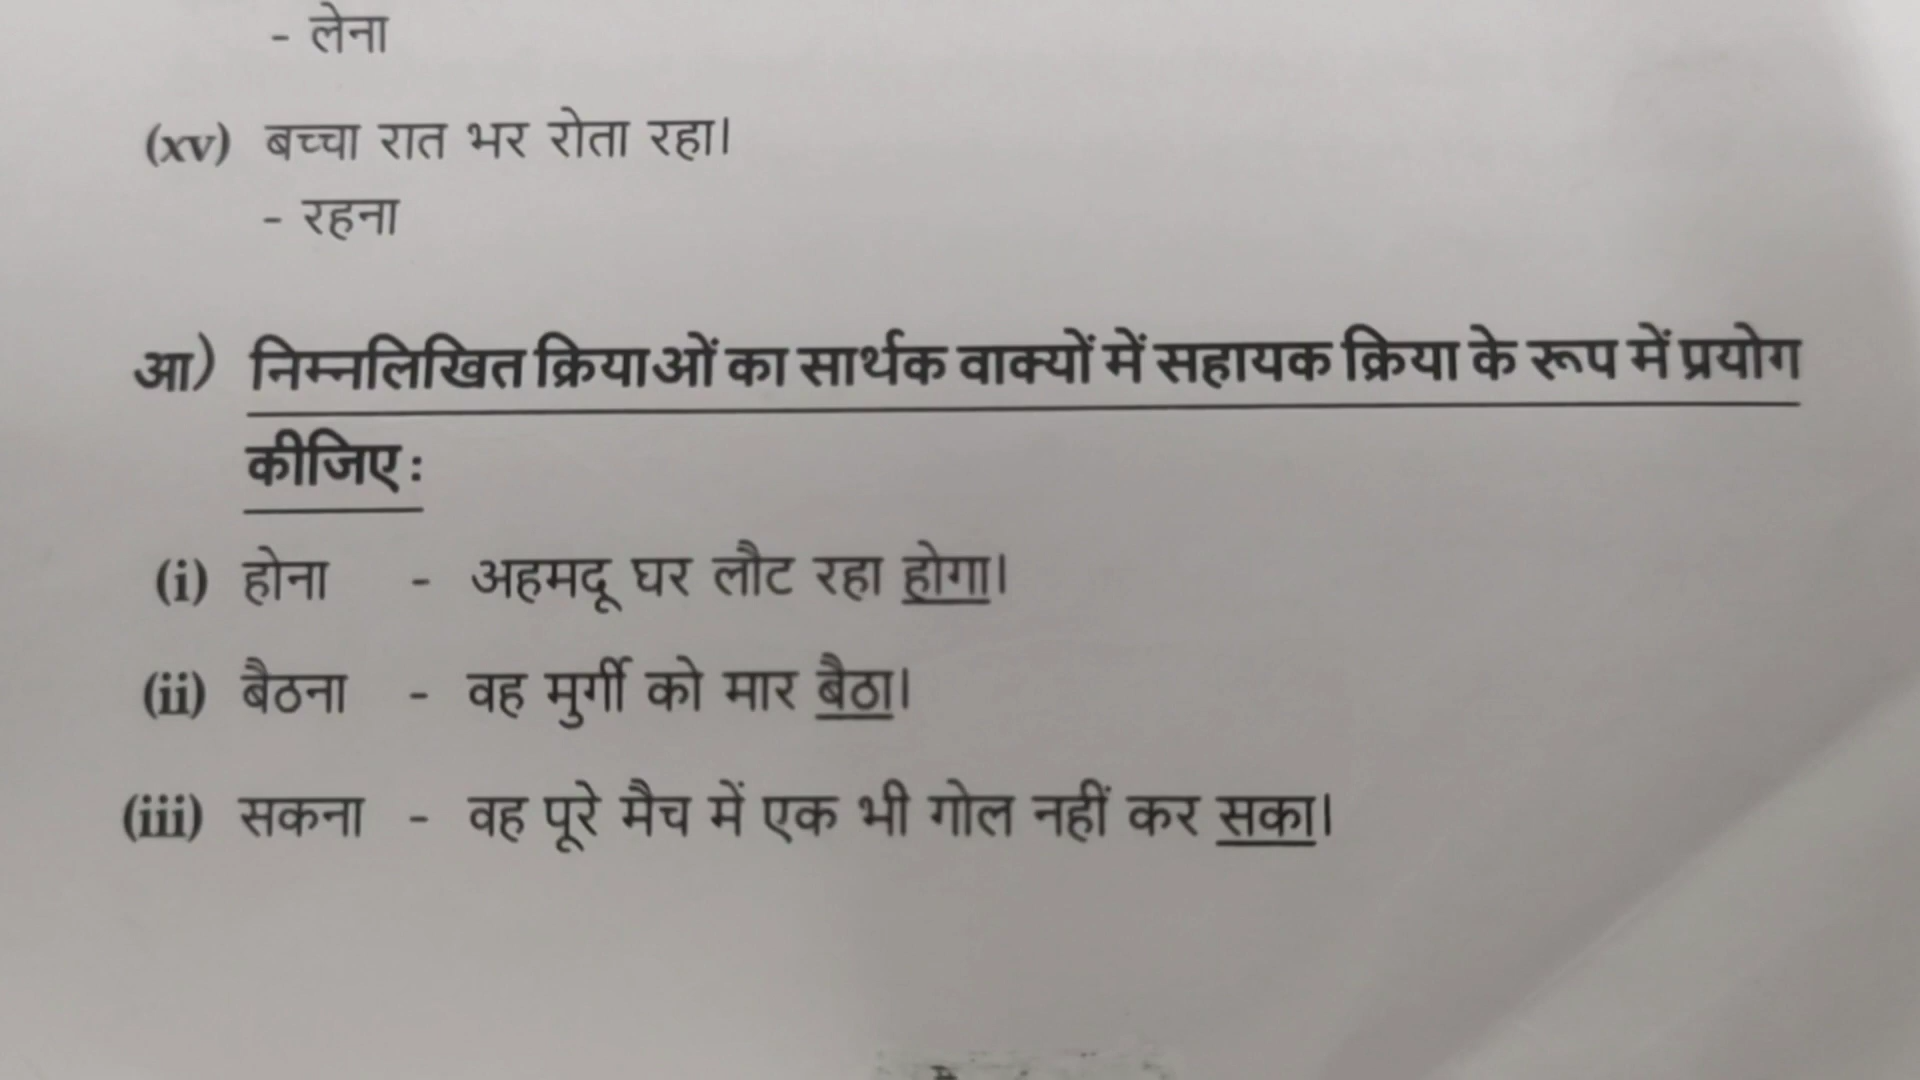 - लेना
(xv) बच्चा रात भर रोता रहा।
- रहना
आ) निम्नलिखित क्रियाओं का सार्थक वाक्यों में सहायक क्रिया के रूप में प्रयोग
कीजिए:
(i) होना - अहमदू घर लौट रहा होगा।
(ii) बैठना - वह मुर्गी को मार बैठा।
(iii) सकना - वह पूरे मैच में एक भी गोल नहीं कर सका।